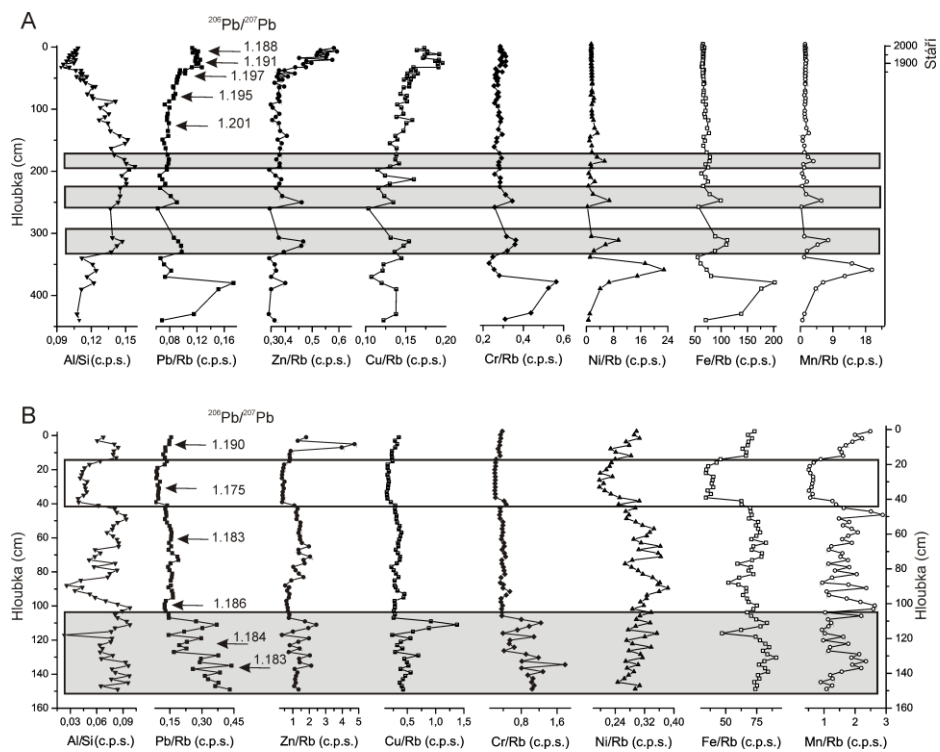 A
²⁰⁶Pb/²⁰⁷Pb
1.188
1.191
1.197
1.195
1.201
0
100
200
300
400
Hloubka (cm)
2000
1900
Stáří
0,09 0,12 0,15
0,08 0,12 0,16
0,30,4 0,5 0,6
0,10 0,15 0,20
0,2 0,4 0,6
0 8 16 24
50 100 150 200
0 6 12 18
Al/Si(c.p.s.) Pb/Rb (c.p.s.) Zn/Rb (c.p.s.) Cu/Rb (c.p.s.) Cr/Rb (c.p.s.) Ni/Rb (c.p.s.) Fe/Rb (c.p.s.) Mn/Rb (c.p.s.)
B
²⁰⁶Pb/²⁰⁷Pb
1.190
1.175
1.183
1.186
1.184
1.183
0
20
40
60
80
100
120
140
160
Hloubka (cm)
0
20
40
60
80
100
120
140
160
Hloubka (cm)
0,03 0,06 0,09
0,15 0,30 0,45
1 2 3 4 5
0,5 1,0 1,5
0,8 1,6
0,24 0,32 0,40
50 75
1 2 3
Al/Si(c.p.s.) Pb/Rb (c.p.s.) Zn/Rb (c.p.s.) Cu/Rb (c.p.s.) Cr/Rb (c.p.s.) Ni/Rb (c.p.s.) Fe/Rb (c.p.s.) Mn/Rb (c.p.s.)